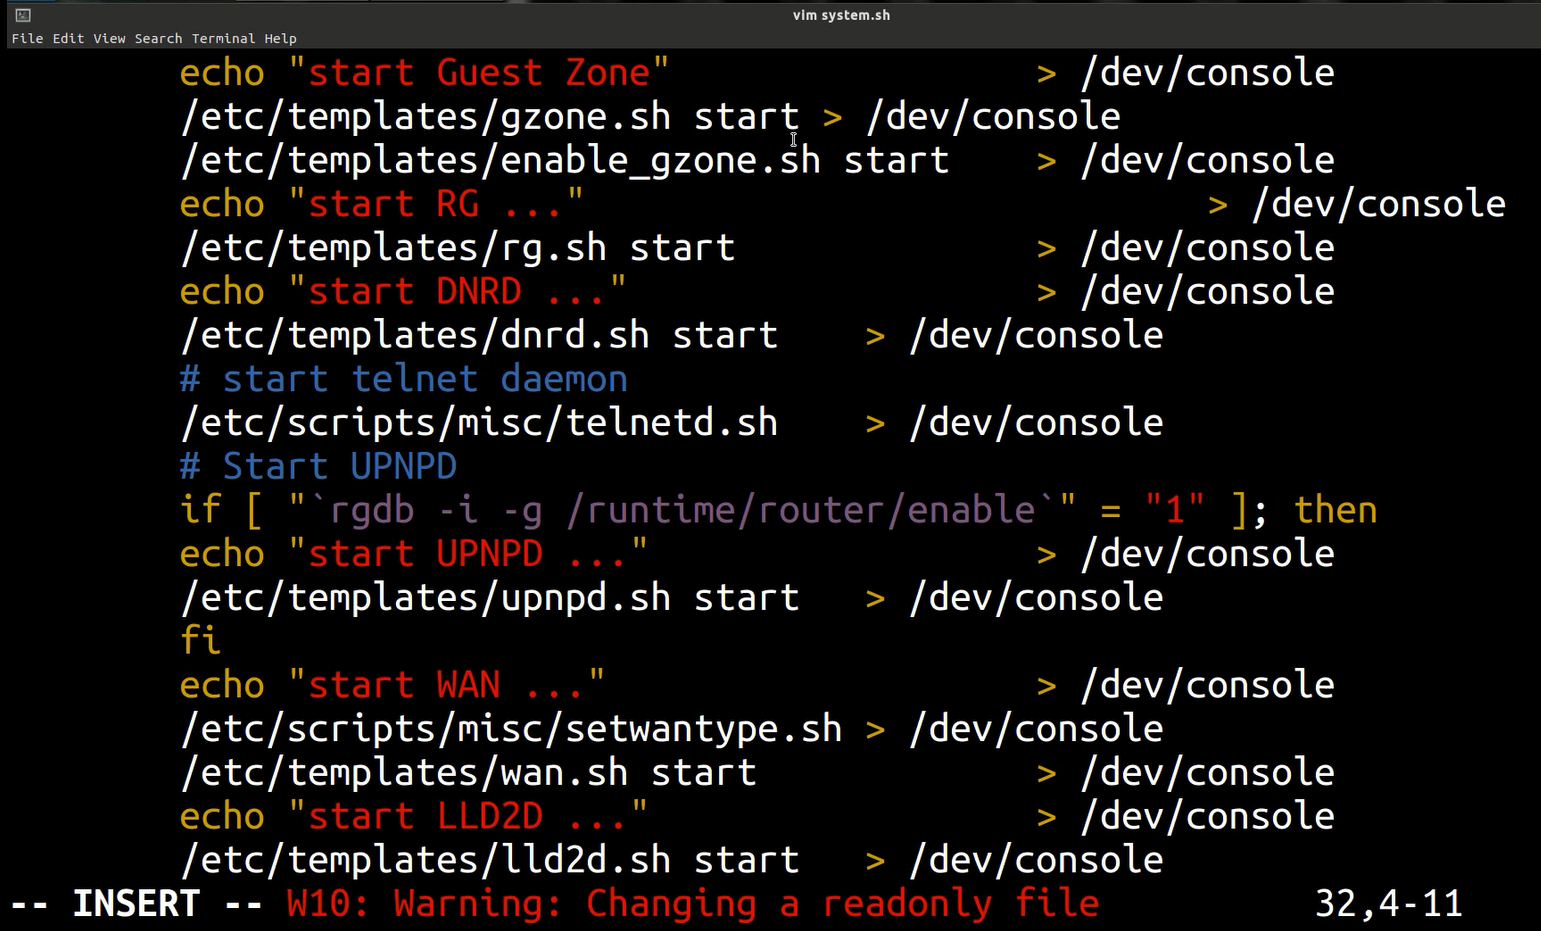 vim system.sh
File Edit View Search Terminal Help
echo "start Guest Zone" > /dev/console
/etc/templates/gzone.sh start > /dev/console
/etc/templates/enable_gzone.sh start > /dev/console
echo "start RG ..." > /dev/console
/etc/templates/rg.sh start > /dev/console
echo "start DNRD ..." > /dev/console
/etc/templates/dnrd.sh start > /dev/console
# start telnet daemon
/etc/scripts/misc/telnetd.sh > /dev/console
# Start UPNPD
if [ "`rgdb -i -g /runtime/router/enable`" = "1" ]; then
echo "start UPNPD ..." > /dev/console
/etc/templates/upnpd.sh start > /dev/console
fi
echo "start WAN ..." > /dev/console
/etc/scripts/misc/setwantype.sh > /dev/console
/etc/templates/wan.sh start > /dev/console
echo "start LLD2D ..." > /dev/console
/etc/templates/lld2d.sh start > /dev/console
-- INSERT -- W10: Warning: Changing a readonly file 32,4-11